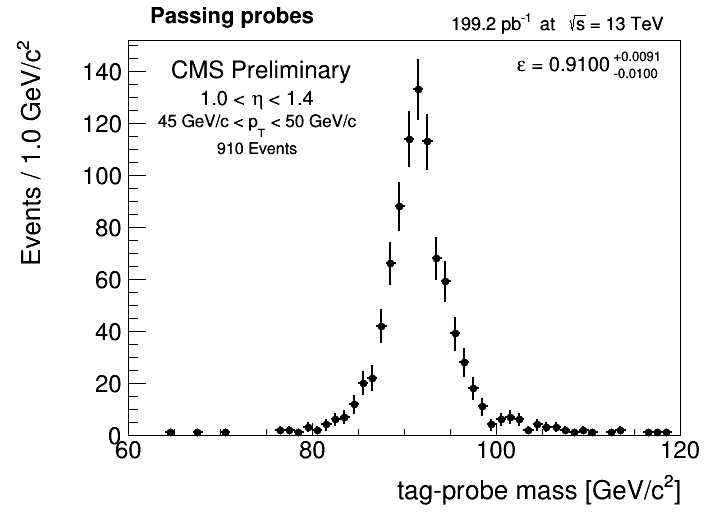 Passing probes
199.2 pb⁻¹ at √s = 13 TeV
CMS Preliminary
ε = 0.9100 +0.0091 -0.0100
1.0 < η < 1.4
45 GeV/c < p_T < 50 GeV/c
910 Events
Events / 1.0 GeV/c²
140
120
100
80
60
40
20
0
60 80 100 120
tag-probe mass [GeV/c²]